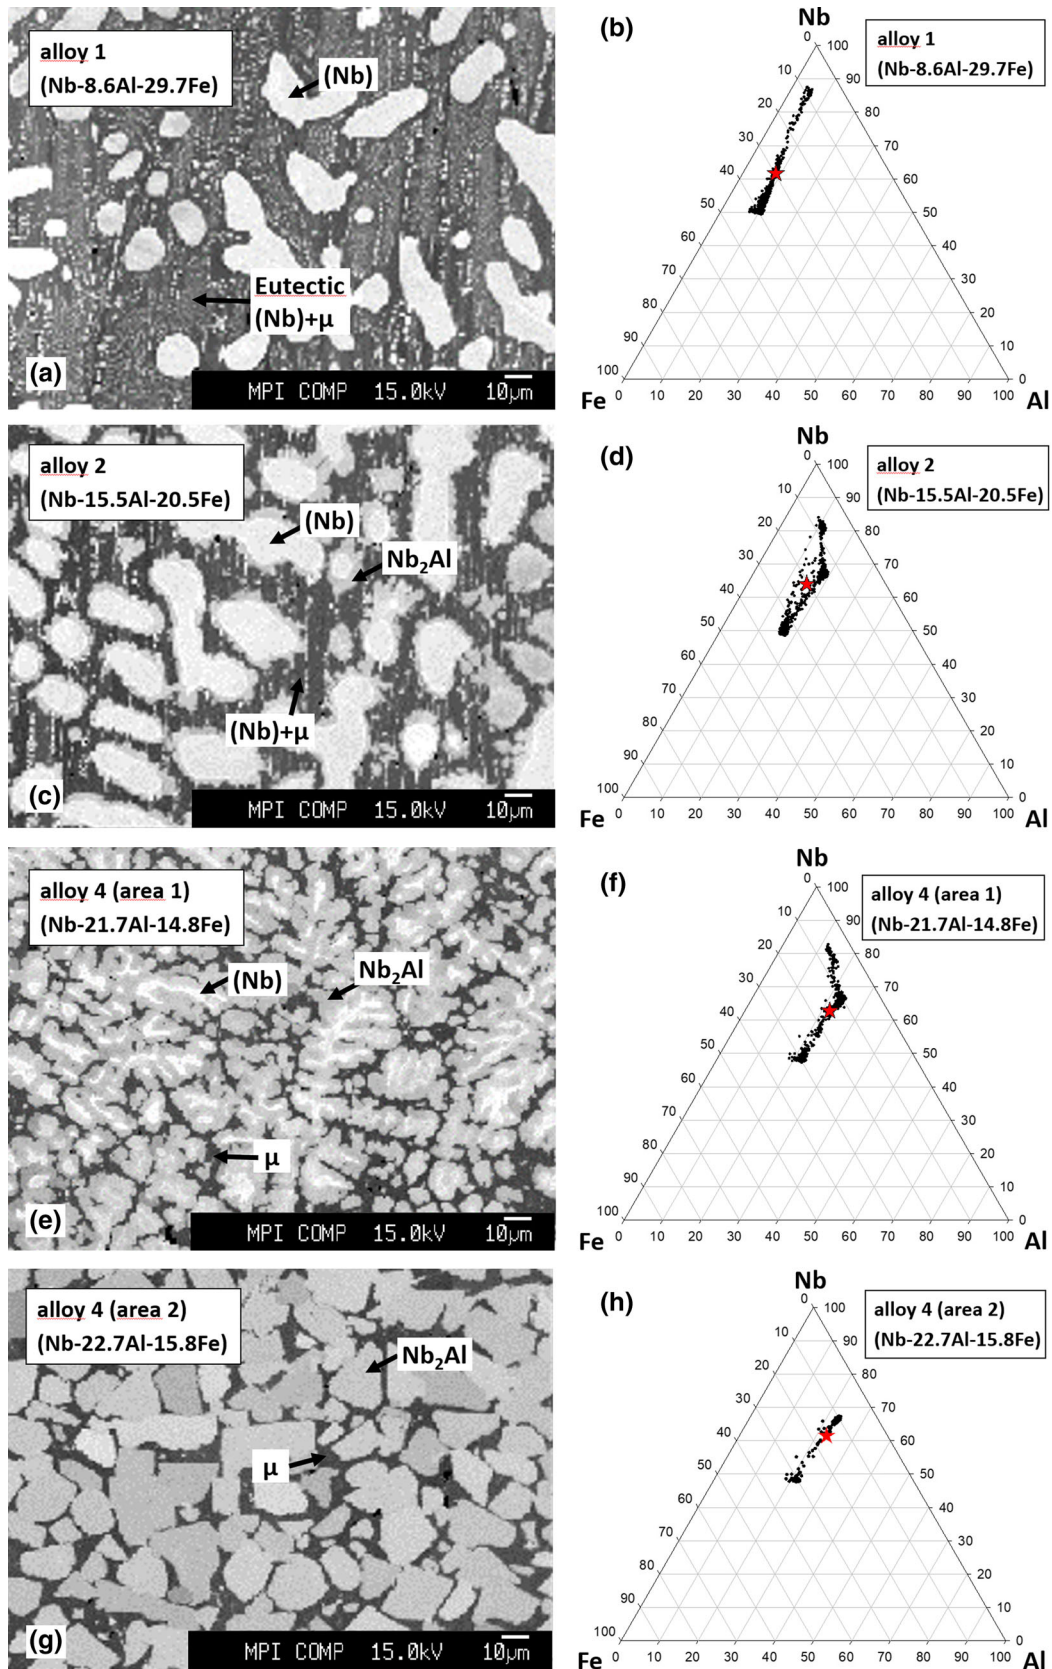 alloy 1
(Nb-8.6Al-29.7Fe)
(Nb)
Eutectic
(Nb)+μ
(a)
MPI COMP 15.0kV 10μm
(b)
Nb
alloy 1
(Nb-8.6Al-29.7Fe)
0 100
10 90
20 80
30 70
40 60
50 50
60 40
70 30
80 20
90 10
100 0
0 10 20 30 40 50 60 70 80 90 100
Fe Al
alloy 2
(Nb-15.5Al-20.5Fe)
(Nb)
Nb₂Al
(Nb)+μ
(c)
MPI COMP 15.0kV 10μm
(d)
Nb
alloy 2
(Nb-15.5Al-20.5Fe)
0 100
10 90
20 80
30 70
40 60
50 50
60 40
70 30
80 20
90 10
100 0
0 10 20 30 40 50 60 70 80 90 100
Fe Al
alloy 4 (area 1)
(Nb-21.7Al-14.8Fe)
(Nb)
Nb₂Al
μ
(e)
MPI COMP 15.0kV 10μm
(f)
Nb
alloy 4 (area 1)
(Nb-21.7Al-14.8Fe)
0 100
10 90
20 80
30 70
40 60
50 50
60 40
70 30
80 20
90 10
100 0
0 10 20 30 40 50 60 70 80 90 100
Fe Al
alloy 4 (area 2)
(Nb-22.7Al-15.8Fe)
Nb₂Al
μ
(g)
MPI COMP 15.0kV 10μm
(h)
Nb
alloy 4 (area 2)
(Nb-22.7Al-15.8Fe)
0 100
10 90
20 80
30 70
40 60
50 50
60 40
70 30
80 20
90 10
100 0
0 10 20 30 40 50 60 70 80 90 100
Fe Al